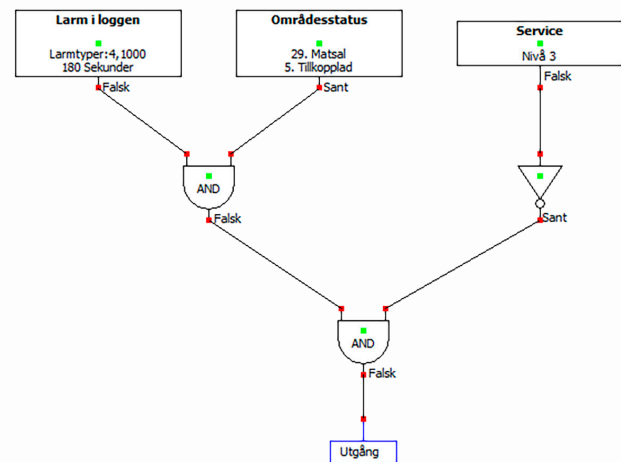 Larm i loggen
Larmtyper:4,1000
180 Sekunder
Falsk
Områdesstatus
29. Matsal
5. Tillkopplad
Sant
Service
Nivå 3
Falsk
AND
Falsk
Sant
AND
Falsk
Utgång